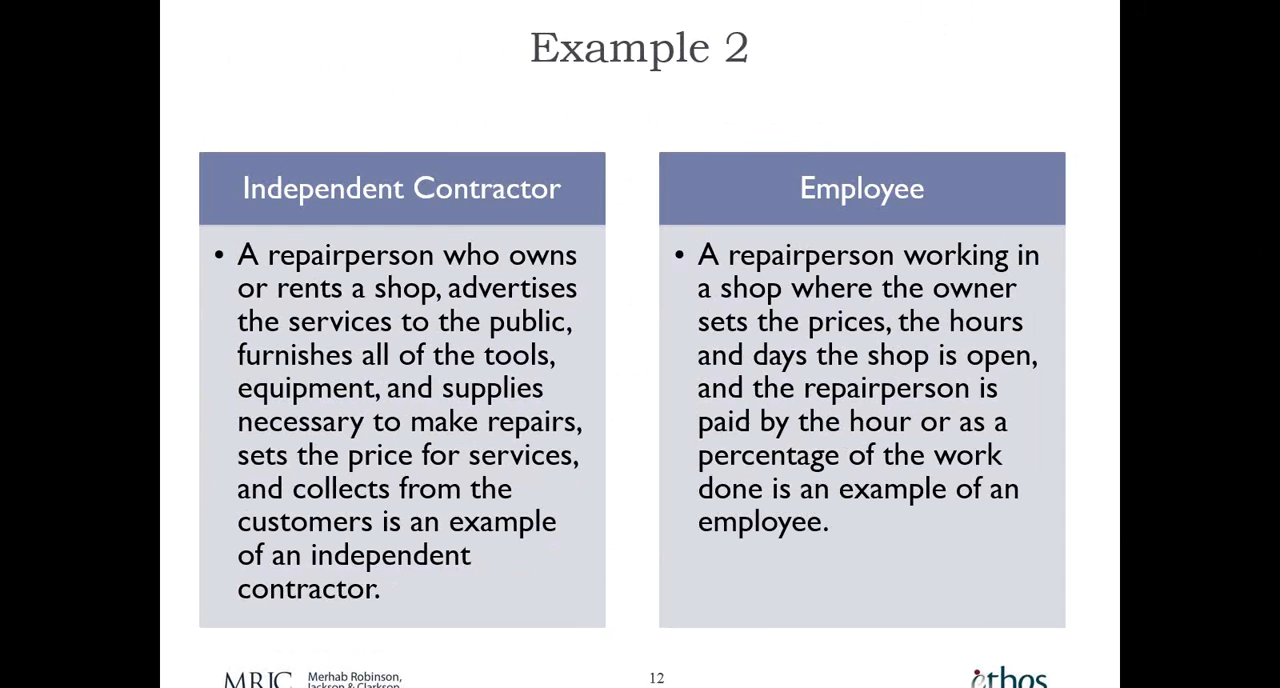 Example 2
Independent Contractor
• A repairperson who owns
or rents a shop, advertises
the services to the public,
furnishes all of the tools,
equipment, and supplies
necessary to make repairs,
sets the price for services,
and collects from the
customers is an example
of an independent
contractor.
Employee
• A repairperson working in
a shop where the owner
sets the prices, the hours
and days the shop is open,
and the repairperson is
paid by the hour or as a
percentage of the work
done is an example of an
employee.
MRJC
Merhab Robinson,
Jackson & Clarkson
12
ethos